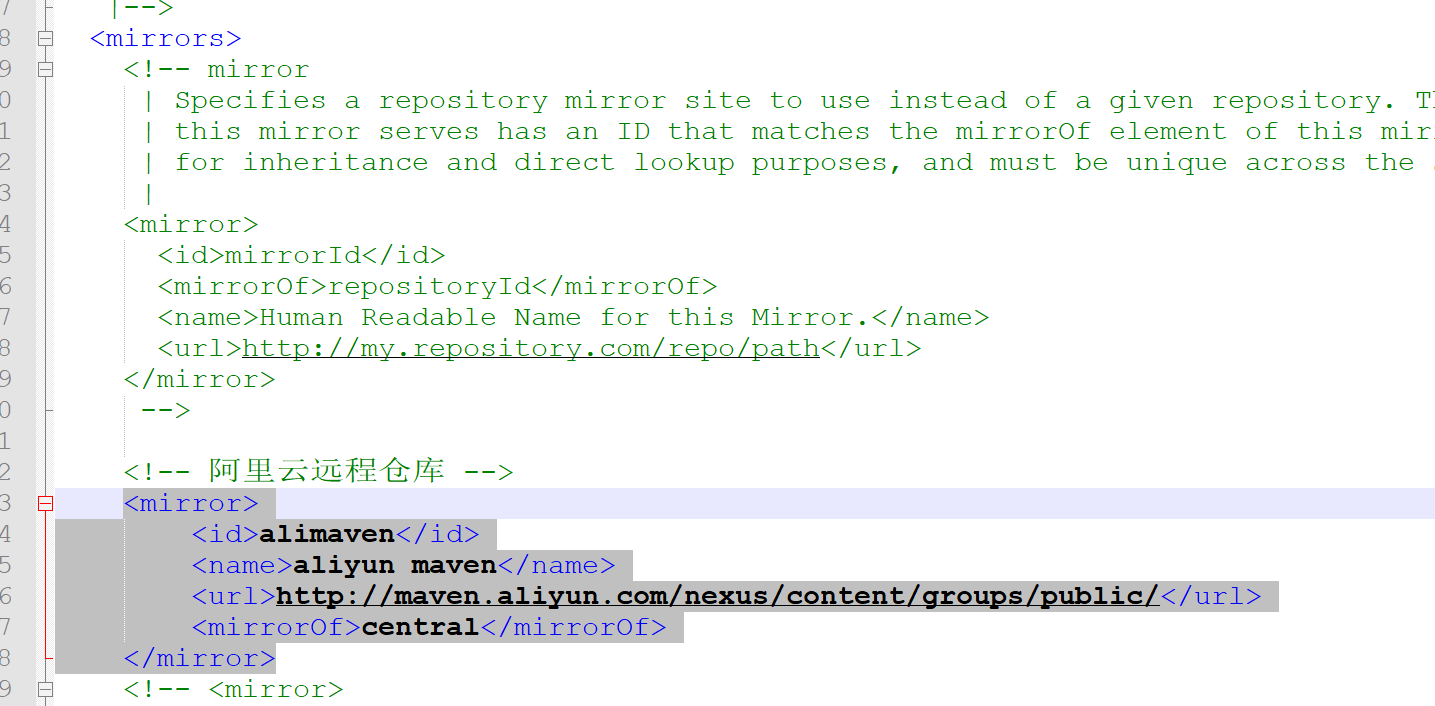 7 |-->
8 <mirrors>
9 <!-- mirror
0 | Specifies a repository mirror site to use instead of a given repository. Th
1 | this mirror serves has an ID that matches the mirrorOf element of this mir
2 | for inheritance and direct lookup purposes, and must be unique across the
3 |
4 <mirror>
5 <id>mirrorId</id>
6 <mirrorOf>repositoryId</mirrorOf>
7 <name>Human Readable Name for this Mirror.</name>
8 <url>http://my.repository.com/repo/path</url>
9 </mirror>
0 -->
1
2 <!-- 阿里云远程仓库 -->
3 <mirror>
4 <id>alimaven</id>
5 <name>aliyun maven</name>
6 <url>http://maven.aliyun.com/nexus/content/groups/public/</url>
7 <mirrorOf>central</mirrorOf>
8 </mirror>
9 <!-- <mirror>